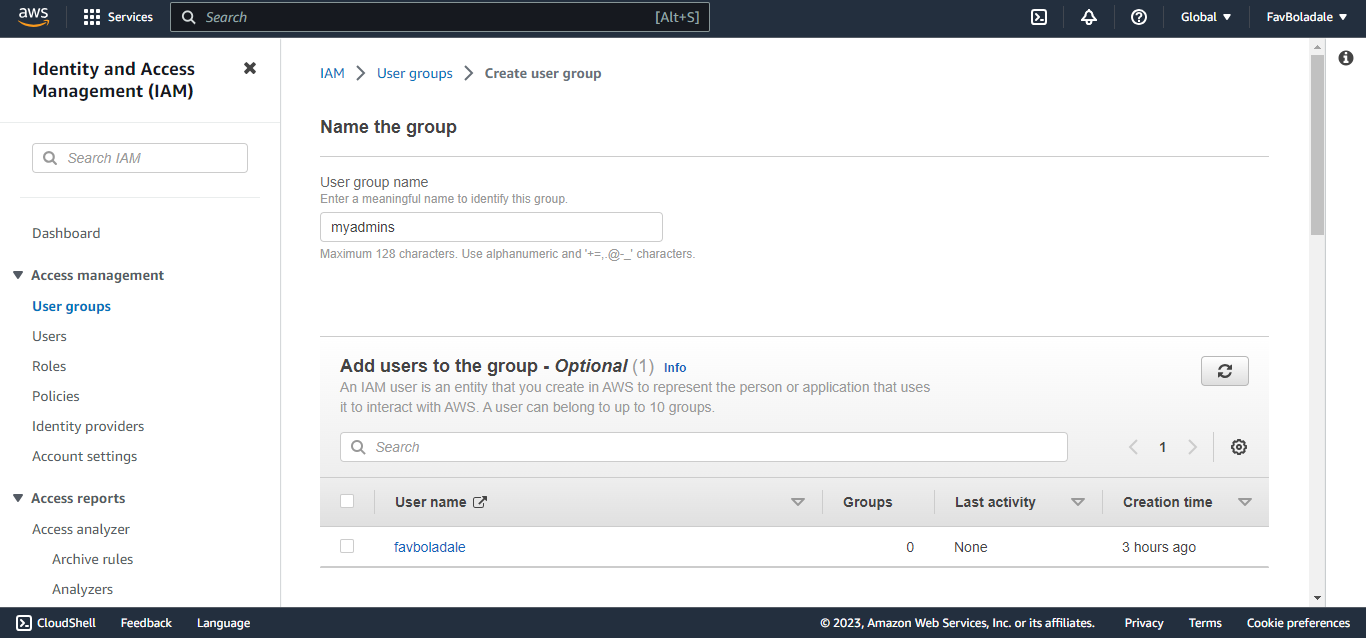 aws
Services
Search
[Alt+S]
Global
FavBoladale
Identity and Access
Management (IAM)
Search IAM
Dashboard
Access management
User groups
Users
Roles
Policies
Identity providers
Account settings
Access reports
Access analyzer
Archive rules
Analyzers
IAM
User groups
Create user group
Name the group
User group name
Enter a meaningful name to identify this group.
myadmins
Maximum 128 characters. Use alphanumeric and '+=,.@-_' characters.
Add users to the group - Optional (1) Info
An IAM user is an entity that you create in AWS to represent the person or application that uses
it to interact with AWS. A user can belong to up to 10 groups.
Search
1
User name
Groups
Last activity
Creation time
favboladale
0
None
3 hours ago
CloudShell
Feedback
Language
© 2023, Amazon Web Services, Inc. or its affiliates.
Privacy
Terms
Cookie preferences